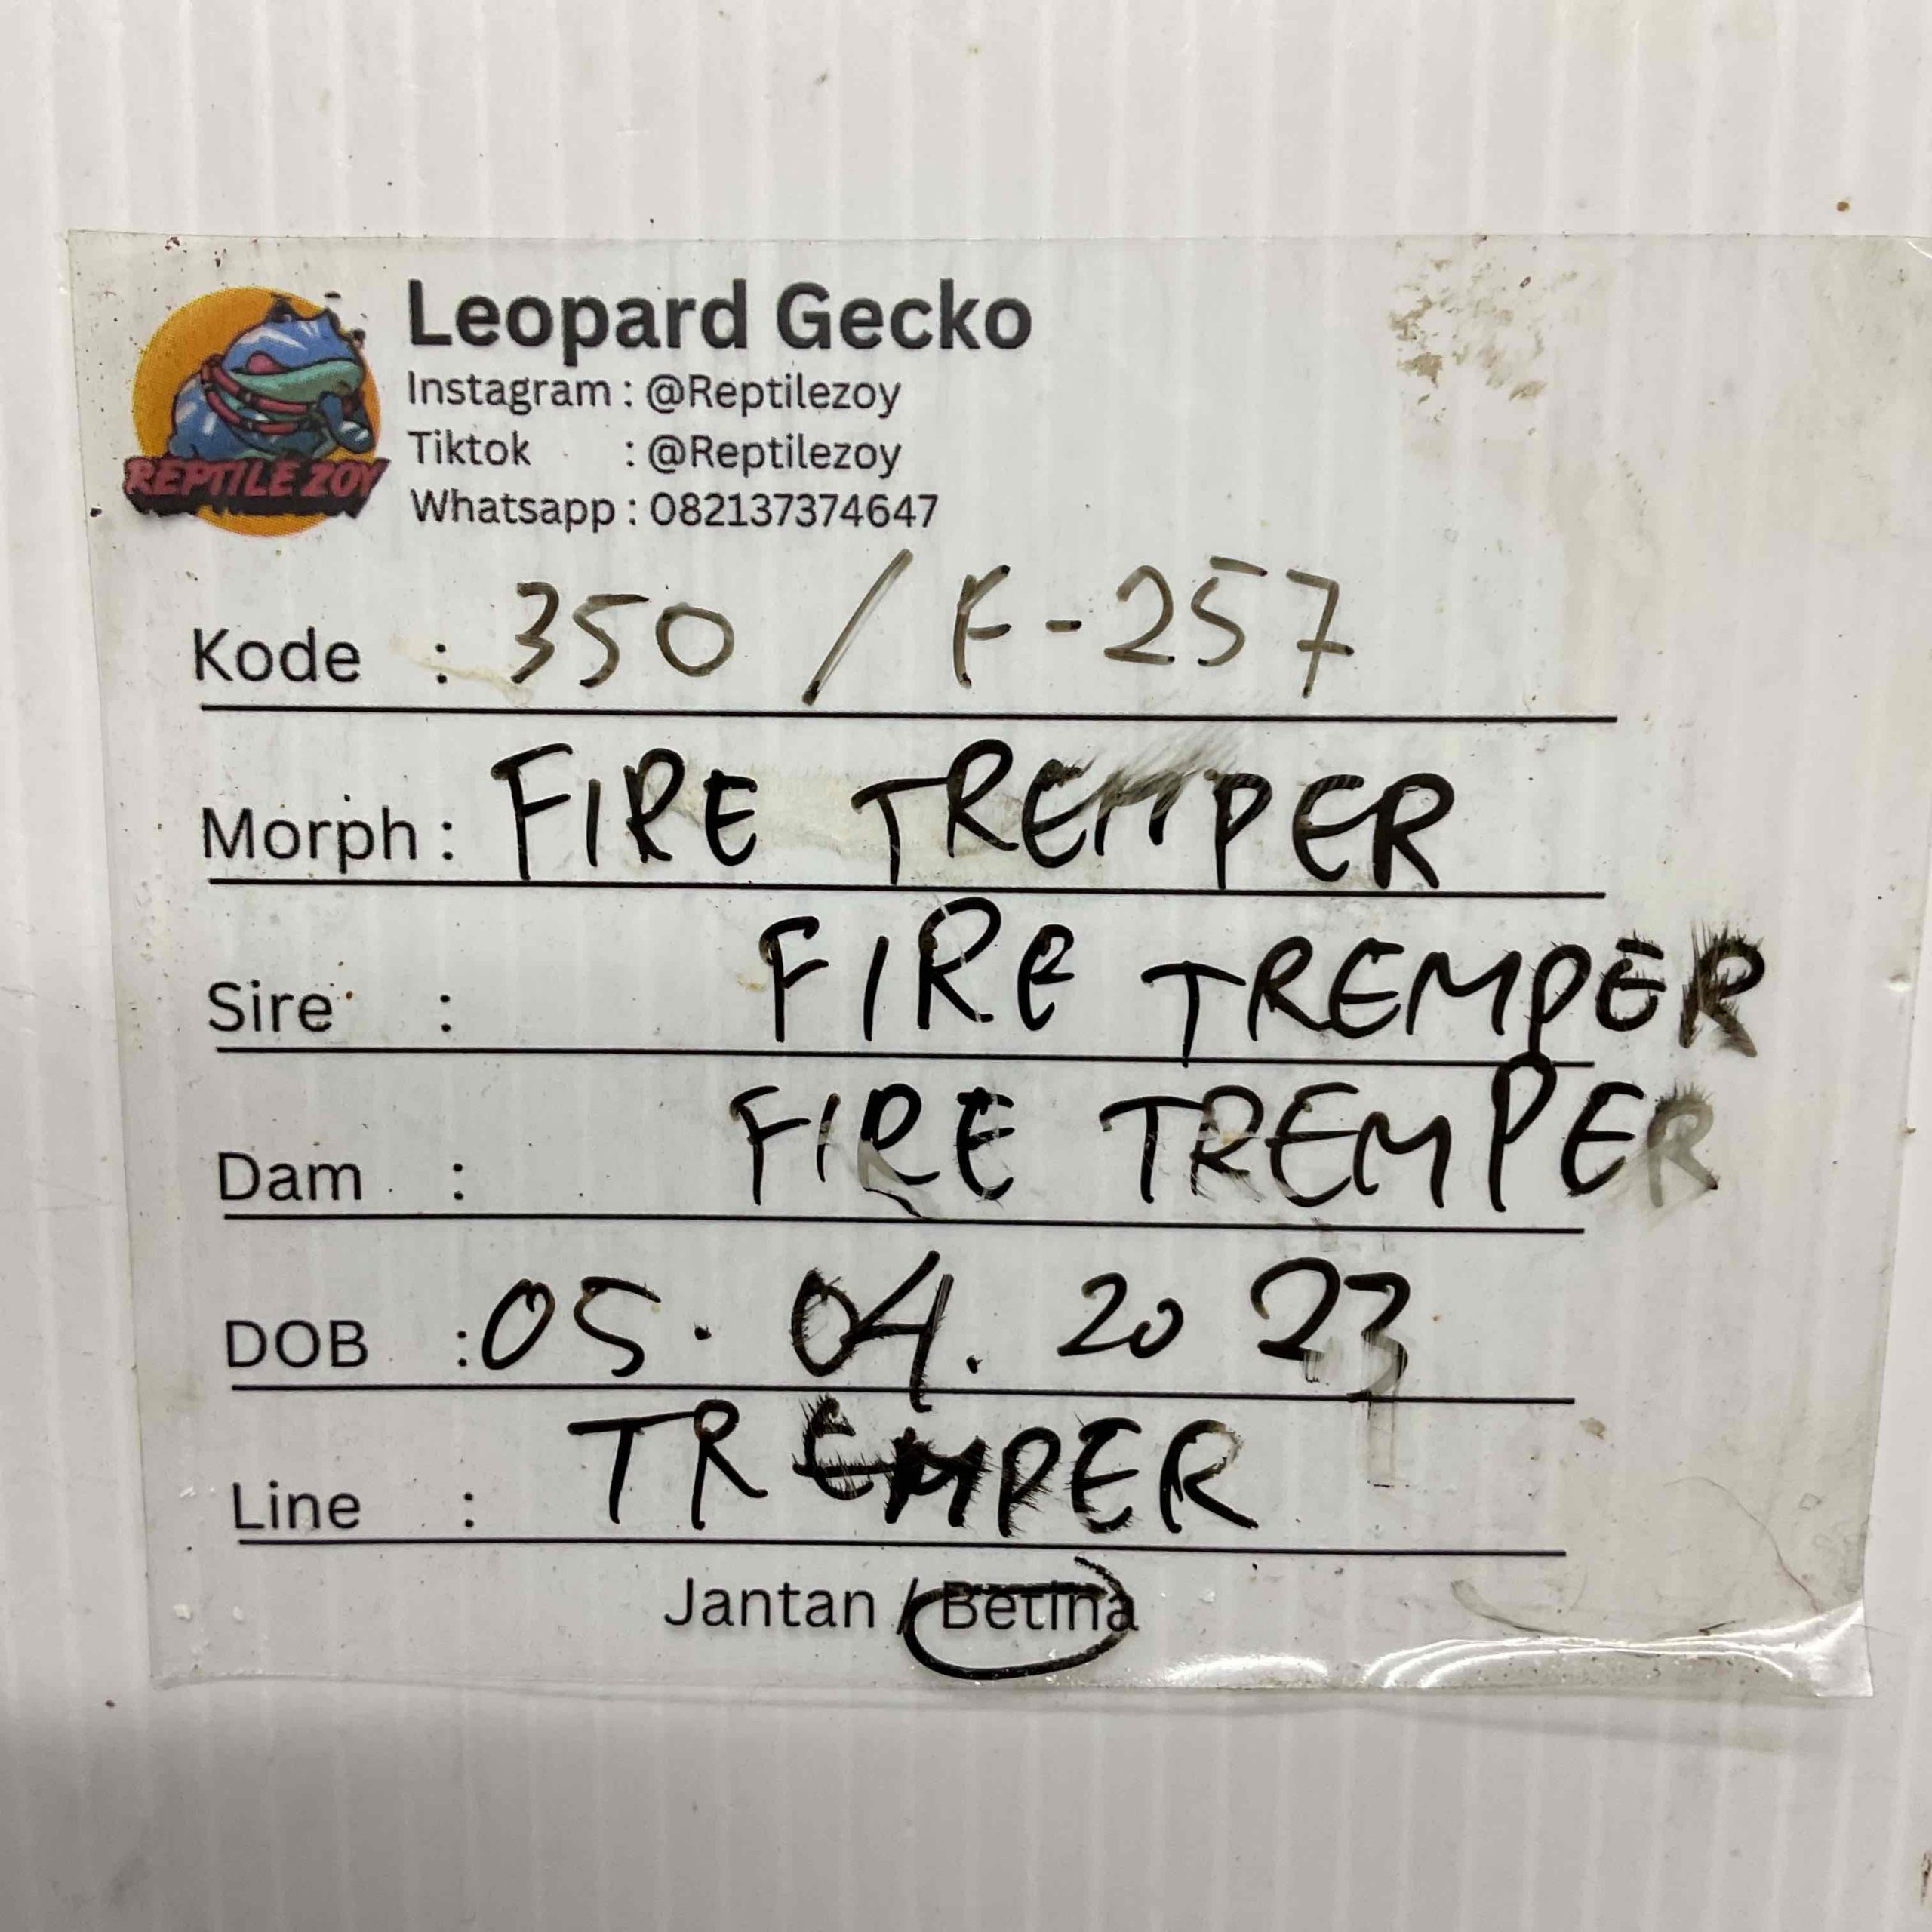 Leopard Gecko
Instagram : @Reptilezoy
Tiktok : @Reptilezoy
Whatsapp : 082137374647
REPTILE ZOY
Kode : 350 / F-257
Morph : FIRE TREMPER
Sire : FIRE TREMPER
Dam : FIRE TREMPER
DOB : 05. 04. 2023
Line : TREMPER
Jantan / Betina